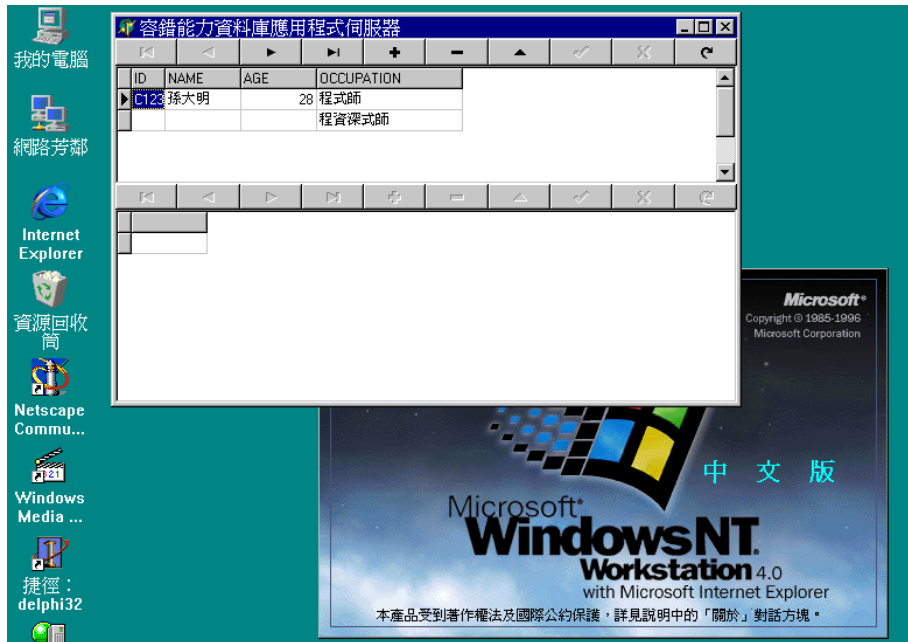 我的電腦
網路芳鄰
Internet
Explorer
資源回收
筒
Netscape
Commu...
Windows
Media ...
捷徑：
delphi32
容錯能力資料庫應用程式伺服器
ID NAME AGE OCCUPATION
C123 孫大明 28 程式師
程資深式師
Microsoft®
Copyright © 1985-1996
Microsoft Corporation
中文版
Microsoft®
Windows NT.
Workstation 4.0
with Microsoft Internet Explorer
本產品受到著作權法及國際公約保護，詳見說明中的「關於」對話方塊。